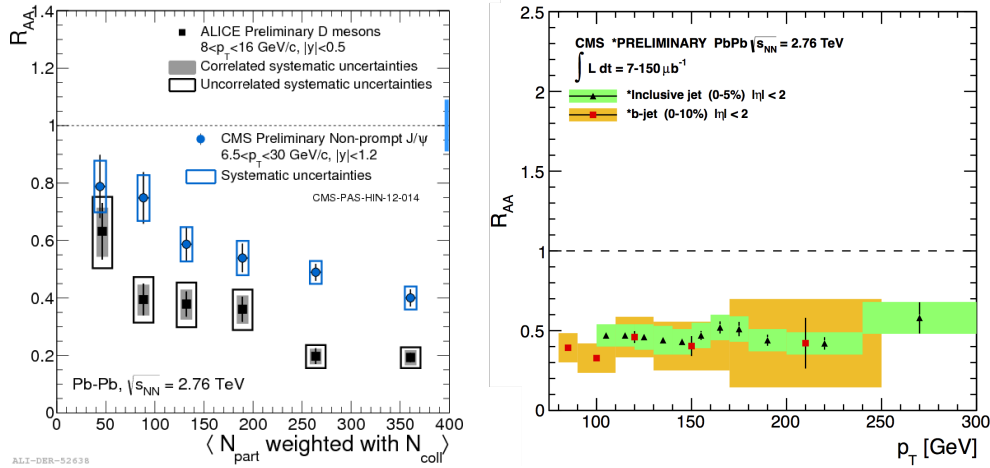 R_AA
1.4
1.2
1
0.8
0.6
0.4
0.2
0
ALICE Preliminary D mesons
8<p_T<16 GeV/c, |y|<0.5
Correlated systematic uncertainties
Uncorrelated systematic uncertainties
CMS Preliminary Non-prompt J/ψ
6.5<p_T<30 GeV/c, |y|<1.2
Systematic uncertainties
CMS-PAS-HIN-12-014
Pb-Pb, √s_NN = 2.76 TeV
0 50 100 150 200 250 300 350 400
⟨ N_part weighted with N_coll ⟩
ALI-DER-52638
R_AA
2.5
2
1.5
1
0.5
0
CMS *PRELIMINARY PbPb √s_NN = 2.76 TeV
∫ L dt = 7-150 μb⁻¹
*Inclusive jet (0-5%) |η| < 2
*b-jet (0-10%) |η| < 2
100 150 200 250 300
p_T [GeV]